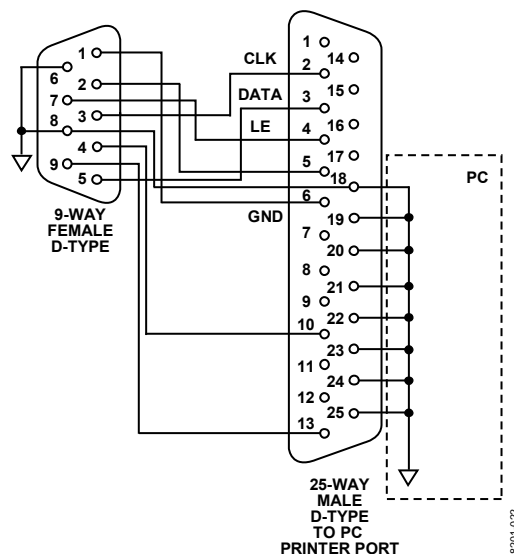 1
6
2
7
3
8
4
9
5
9-WAY
FEMALE
D-TYPE
CLK
DATA
LE
GND
1
14
2
15
3
16
4
17
5
18
6
19
7
20
8
21
9
22
10
23
11
24
12
25
13
PC
25-WAY
MALE
D-TYPE
TO PC
PRINTER PORT